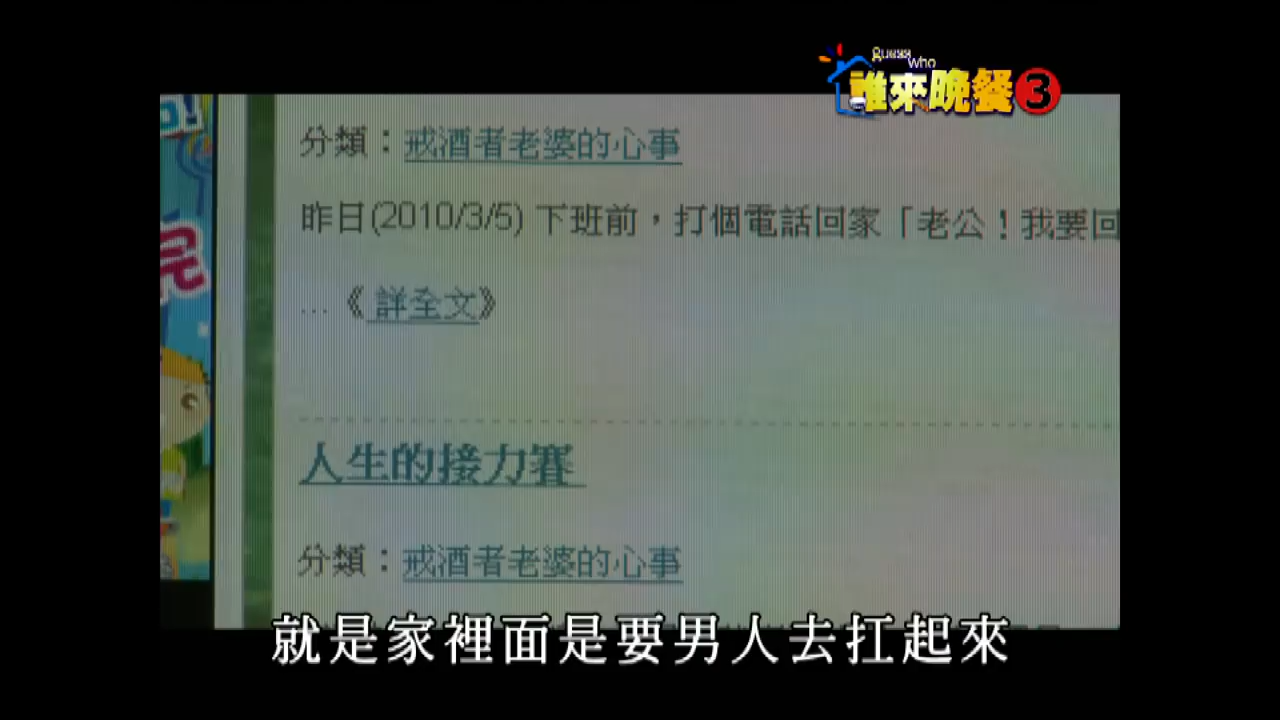 guess who
誰來晚餐3
分類：戒酒者老婆的心事
昨日(2010/3/5) 下班前，打個電話回家「老公！我要回
... 《詳全文》
人生的接力賽
分類：戒酒者老婆的心事
就是家裡面是要男人去扛起來